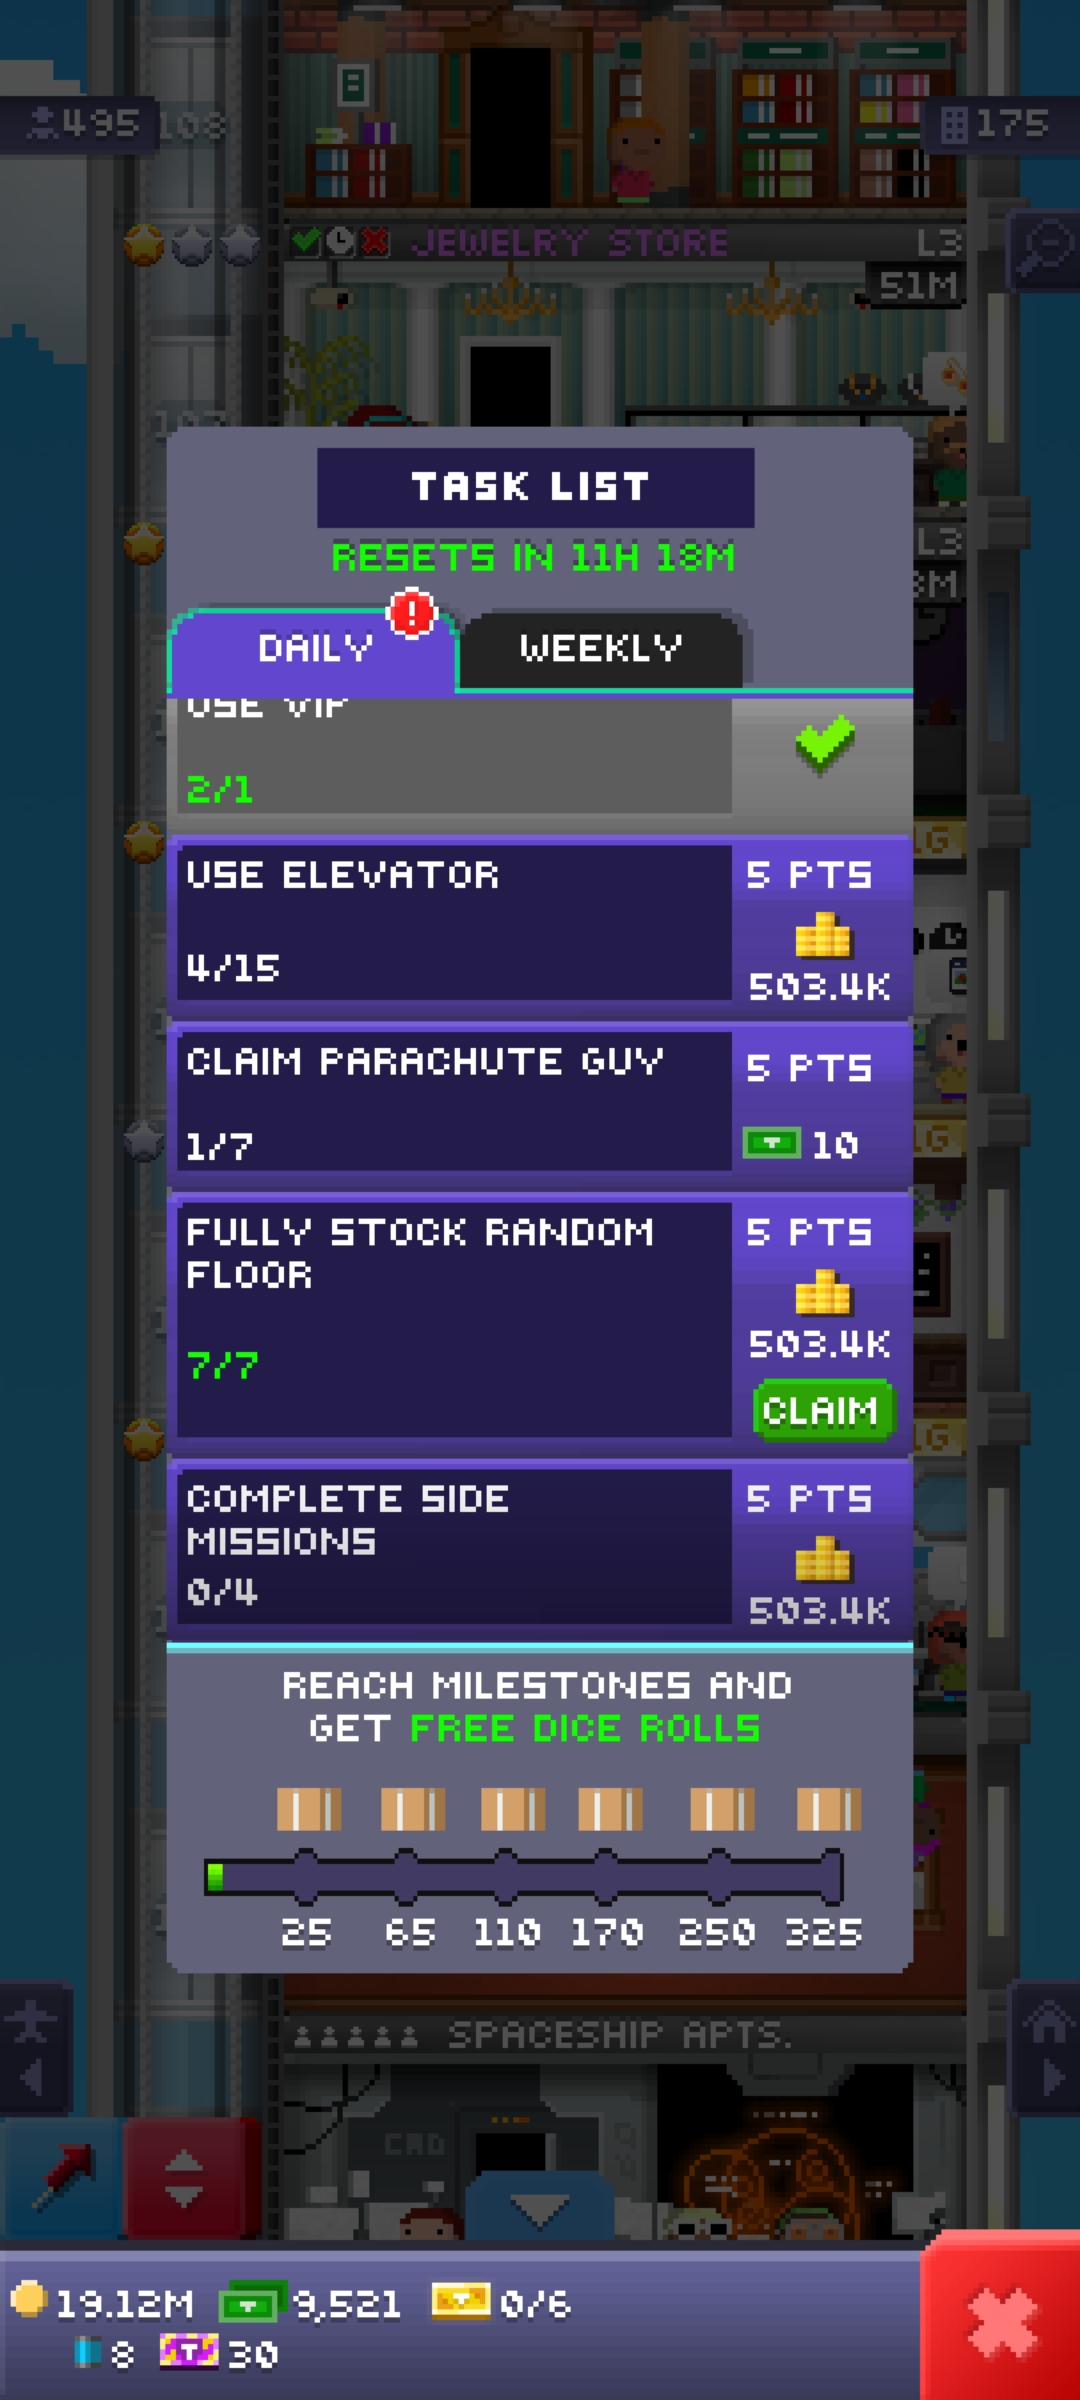 495
108
175
JEWELRY STORE
L3
51M
TASK LIST
L3
RESETS IN 11H 18M
DAILY
WEEKLY
USE VIP
2/1
USE ELEVATOR
5 PTS
4/15
503.4K
CLAIM PARACHUTE GUY
5 PTS
1/7
10
FULLY STOCK RANDOM
FLOOR
5 PTS
503.4K
7/7
CLAIM
COMPLETE SIDE
MISSIONS
5 PTS
0/4
503.4K
REACH MILESTONES AND
GET FREE DICE ROLLS
25 65 110 170 250 325
SPACESHIP APTS.
19.12M 9,521 0/6
8 30